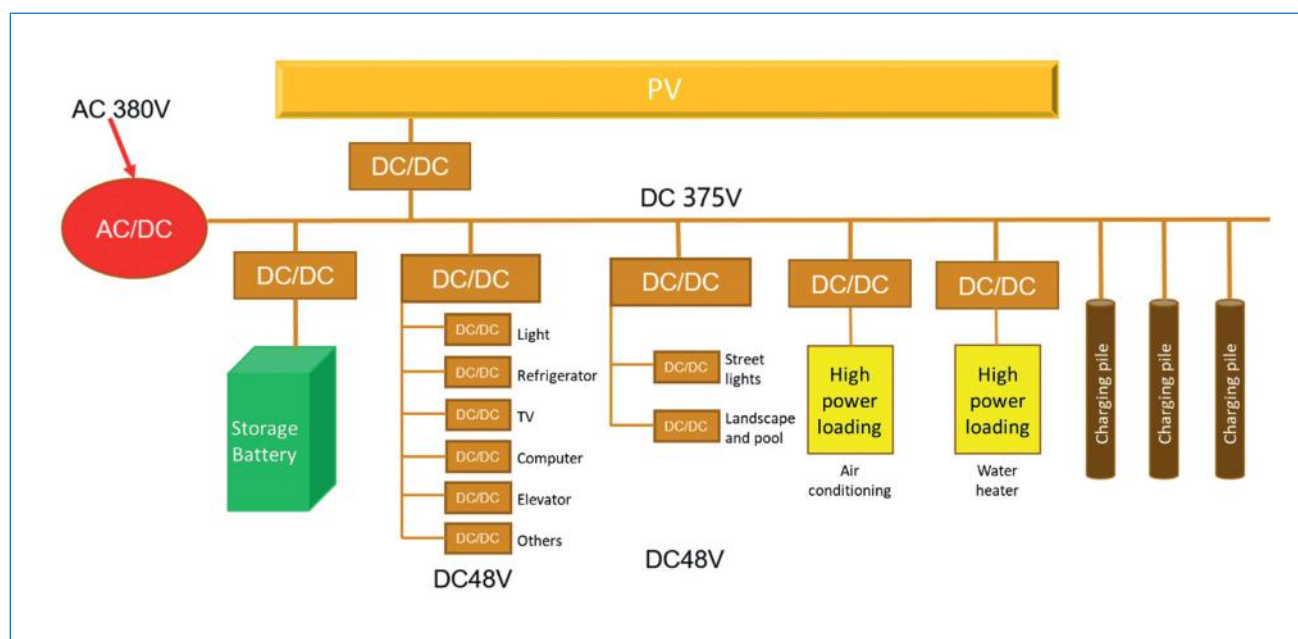 PV
AC 380V
DC/DC
DC 375V
AC/DC
DC/DC
DC/DC
DC/DC
DC/DC
DC/DC
DC/DC
Light
DC/DC
Refrigerator
DC/DC
TV
DC/DC
Computer
DC/DC
Elevator
DC/DC
Others
DC48V
DC/DC
Street
lights
DC/DC
Landscape
and pool
DC48V
Storage
Battery
High
power
loading
Air
conditioning
High
power
loading
Water
heater
Charging pile
Charging pile
Charging pile